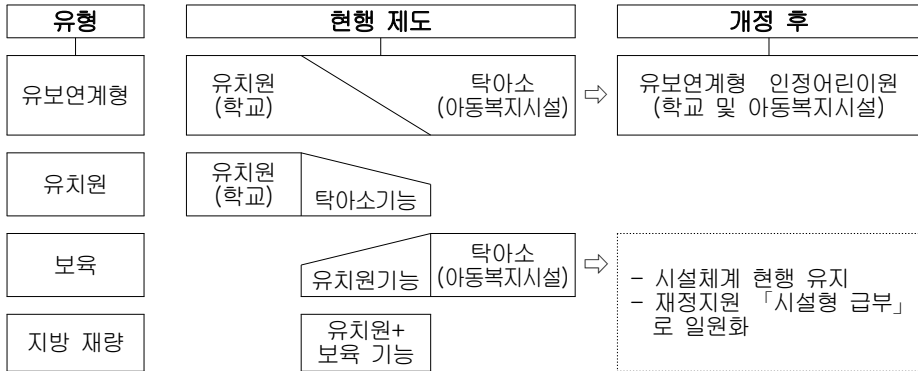 유형 현행 제도 개정 후
유보연계형
유치원
(학교)
탁아소
(아동복지시설)
⇨
유보연계형 인정어린이원
(학교 및 아동복지시설)
유치원
유치원
(학교)
탁아소기능
보육
유치원기능
탁아소
(아동복지시설)
⇨
- 시설체계 현행 유지
- 재정지원 「시설형 급부」
로 일원화
지방 재량
유치원+
보육 기능